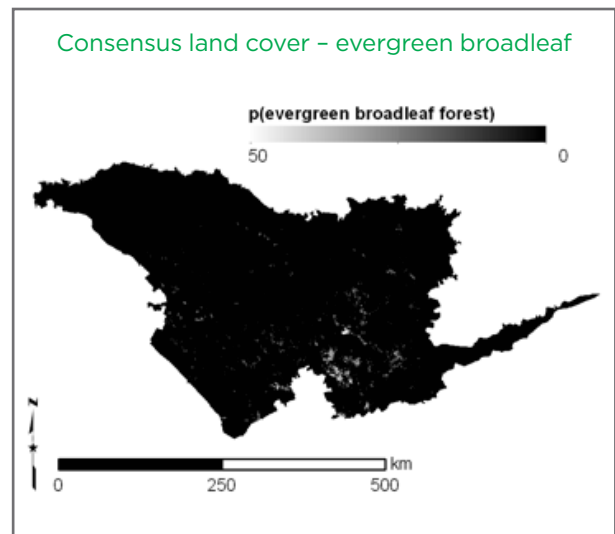 Consensus land cover – evergreen broadleaf
p(evergreen broadleaf forest)
50 0
N
km
0 250 500